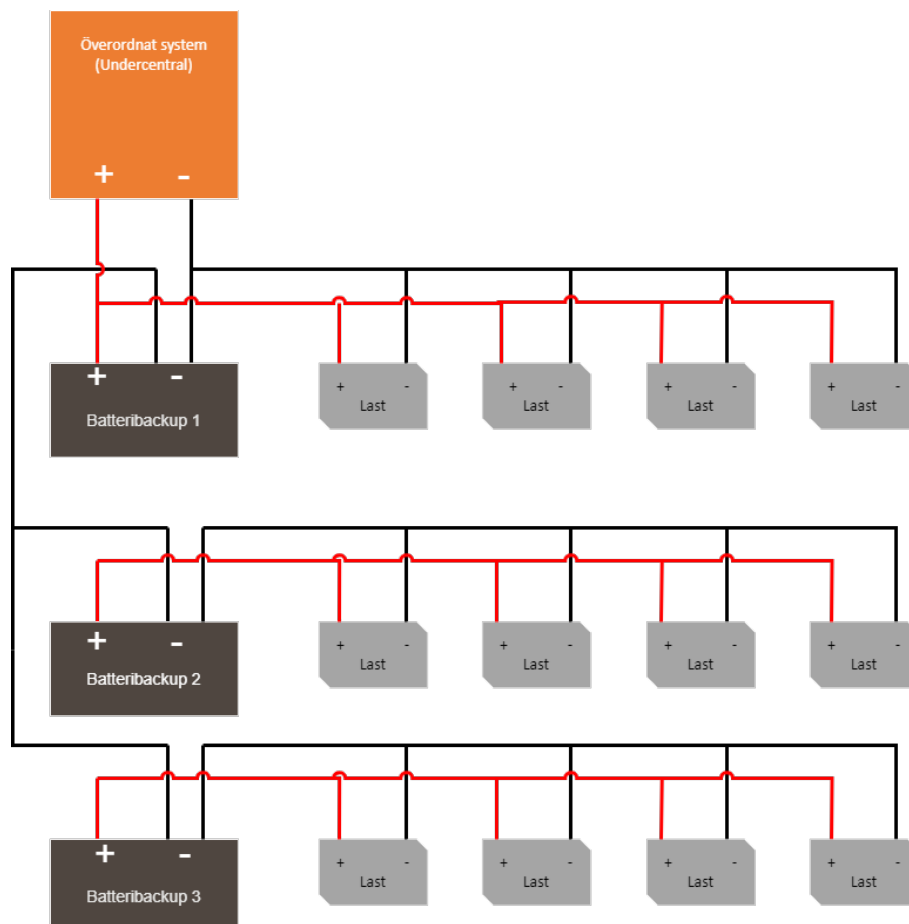 Överordnat system
(Undercentral)
+ -
+ -
Batteribackup 1
+ -
Last
+ -
Last
+ -
Last
+ -
Last
+ -
Batteribackup 2
+ -
Last
+ -
Last
+ -
Last
+ -
Last
+ -
Batteribackup 3
+ -
Last
+ -
Last
+ -
Last
+ -
Last